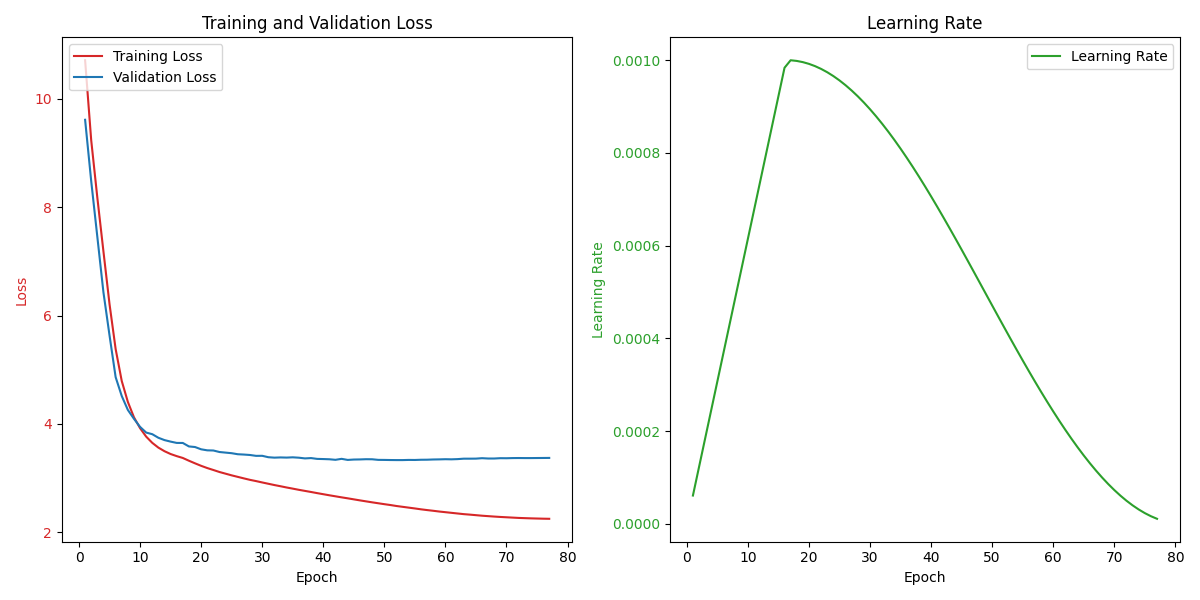 Training and Validation Loss
Training Loss
Validation Loss
10
8
6
4
2
Loss
0 10 20 30 40 50 60 70 80
Epoch
Learning Rate
Learning Rate
0.0010
0.0008
0.0006
0.0004
0.0002
0.0000
Learning Rate
0 10 20 30 40 50 60 70 80
Epoch